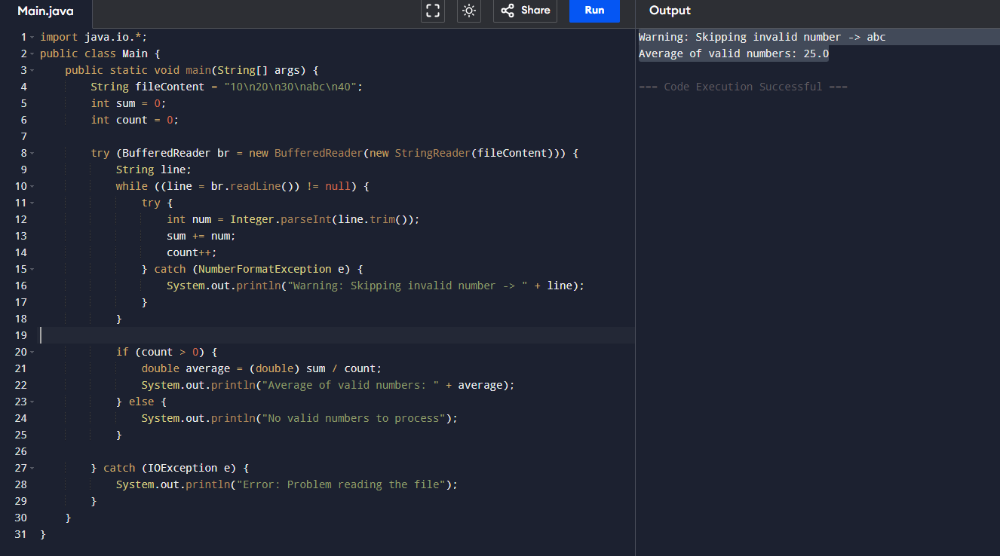 Main.java
Share
Run
Output
1 import java.io.*;
2 public class Main {
3     public static void main(String[] args) {
4         String fileContent = "10\n20\n30\nabc\n40";
5         int sum = 0;
6         int count = 0;
7
8         try (BufferedReader br = new BufferedReader(new StringReader(fileContent))) {
9             String line;
10             while ((line = br.readLine()) != null) {
11                 try {
12                     int num = Integer.parseInt(line.trim());
13                     sum += num;
14                     count++;
15                 } catch (NumberFormatException e) {
16                     System.out.println("Warning: Skipping invalid number -> " + line);
17                 }
18             }
19
20             if (count > 0) {
21                 double average = (double) sum / count;
22                 System.out.println("Average of valid numbers: " + average);
23             } else {
24                 System.out.println("No valid numbers to process");
25             }
26
27         } catch (IOException e) {
28             System.out.println("Error: Problem reading the file");
29         }
30     }
31 }
Warning: Skipping invalid number -> abc
Average of valid numbers: 25.0
=== Code Execution Successful ===